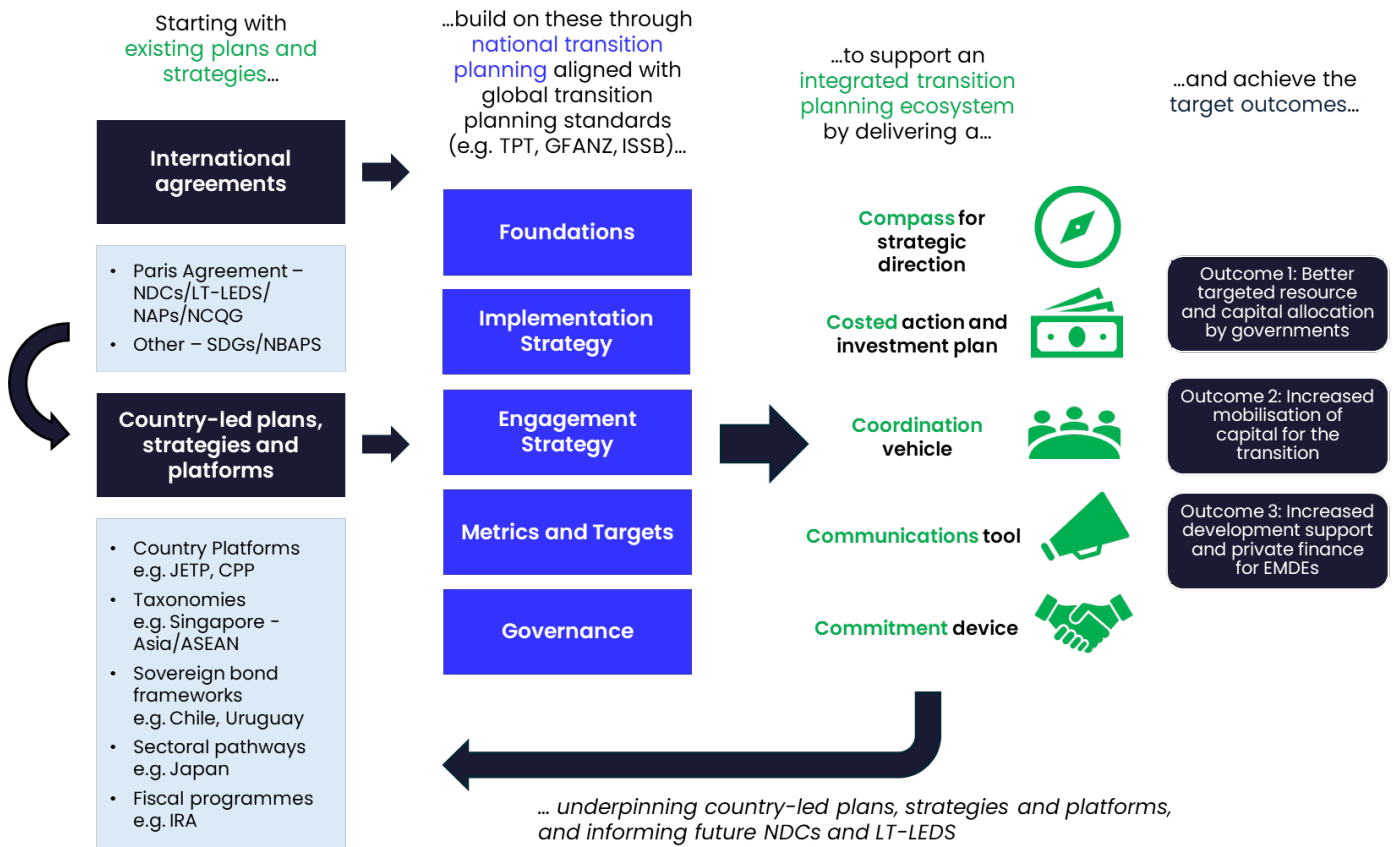 Starting with
existing plans and
strategies…
International
agreements
• Paris Agreement –
NDCs/LT-LEDS/
NAPs/NCQG
• Other – SDGs/NBAPS
Country-led plans,
strategies and
platforms
• Country Platforms
e.g. JETP, CPP
• Taxonomies
e.g. Singapore -
Asia/ASEAN
• Sovereign bond
frameworks
e.g. Chile, Uruguay
• Sectoral pathways
e.g. Japan
• Fiscal programmes
e.g. IRA
…build on these through
national transition
planning aligned with
global transition
planning standards
(e.g. TPT, GFANZ, ISSB)…
Foundations
Implementation
Strategy
Engagement
Strategy
Metrics and Targets
Governance
…to support an
integrated transition
planning ecosystem
by delivering a…
Compass for
strategic
direction
Costed action and
investment plan
Coordination
vehicle
Communications tool
Commitment device
…and achieve the
target outcomes…
Outcome 1: Better
targeted resource
and capital allocation
by governments
Outcome 2: Increased
mobilisation of
capital for the
transition
Outcome 3: Increased
development support
and private finance
for EMDEs
… underpinning country-led plans, strategies and platforms,
and informing future NDCs and LT-LEDS